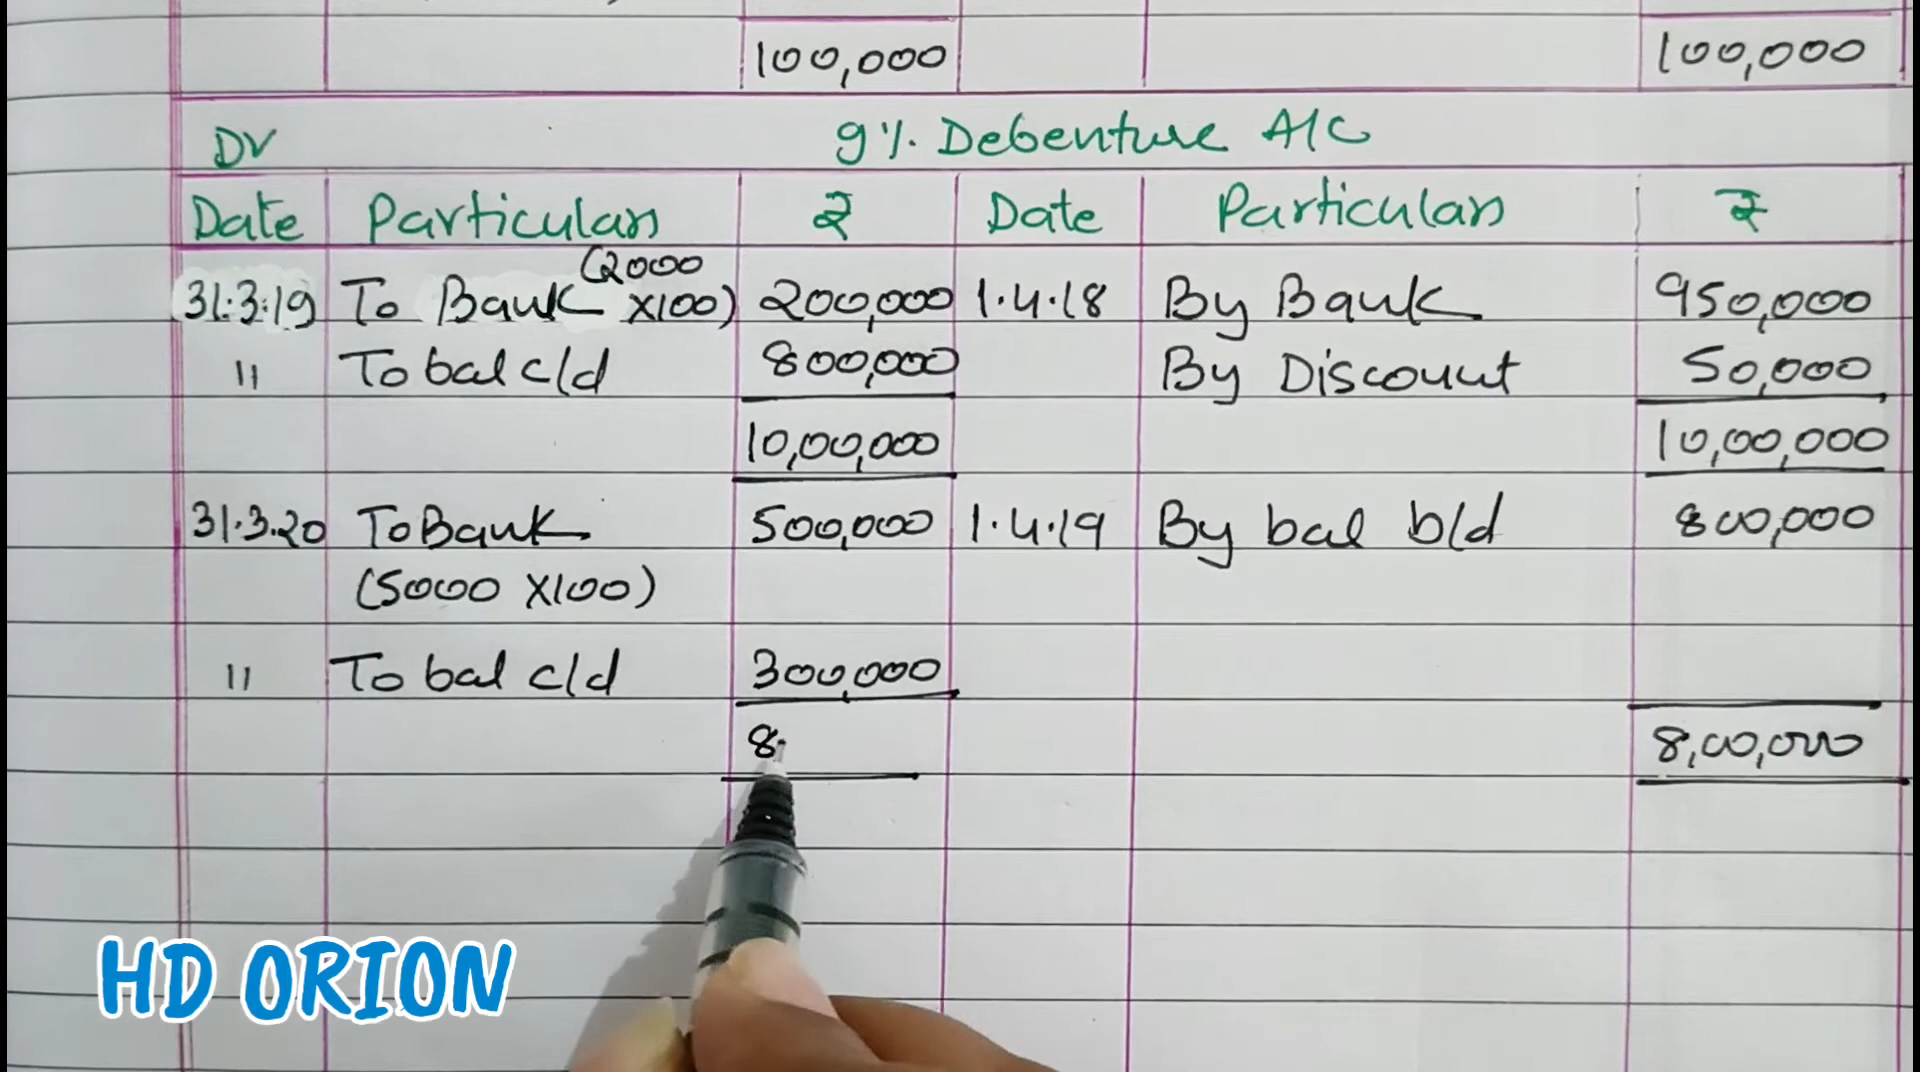 100,000 100,000
Dr 9% Debenture A/C
Date Particulars ₹ Date Particulars ₹
(2000
31.3.19 To Bank X100) 200,000 1.4.18 By Bank 950,000
" To bal c/d 800,000 By Discount 50,000
10,00,000 10,00,000
31.3.20 To Bank 500,000 1.4.19 By bal b/d 800,000
(5000 X100)
" To bal c/d 300,000
8, 8,00,000
HD ORION